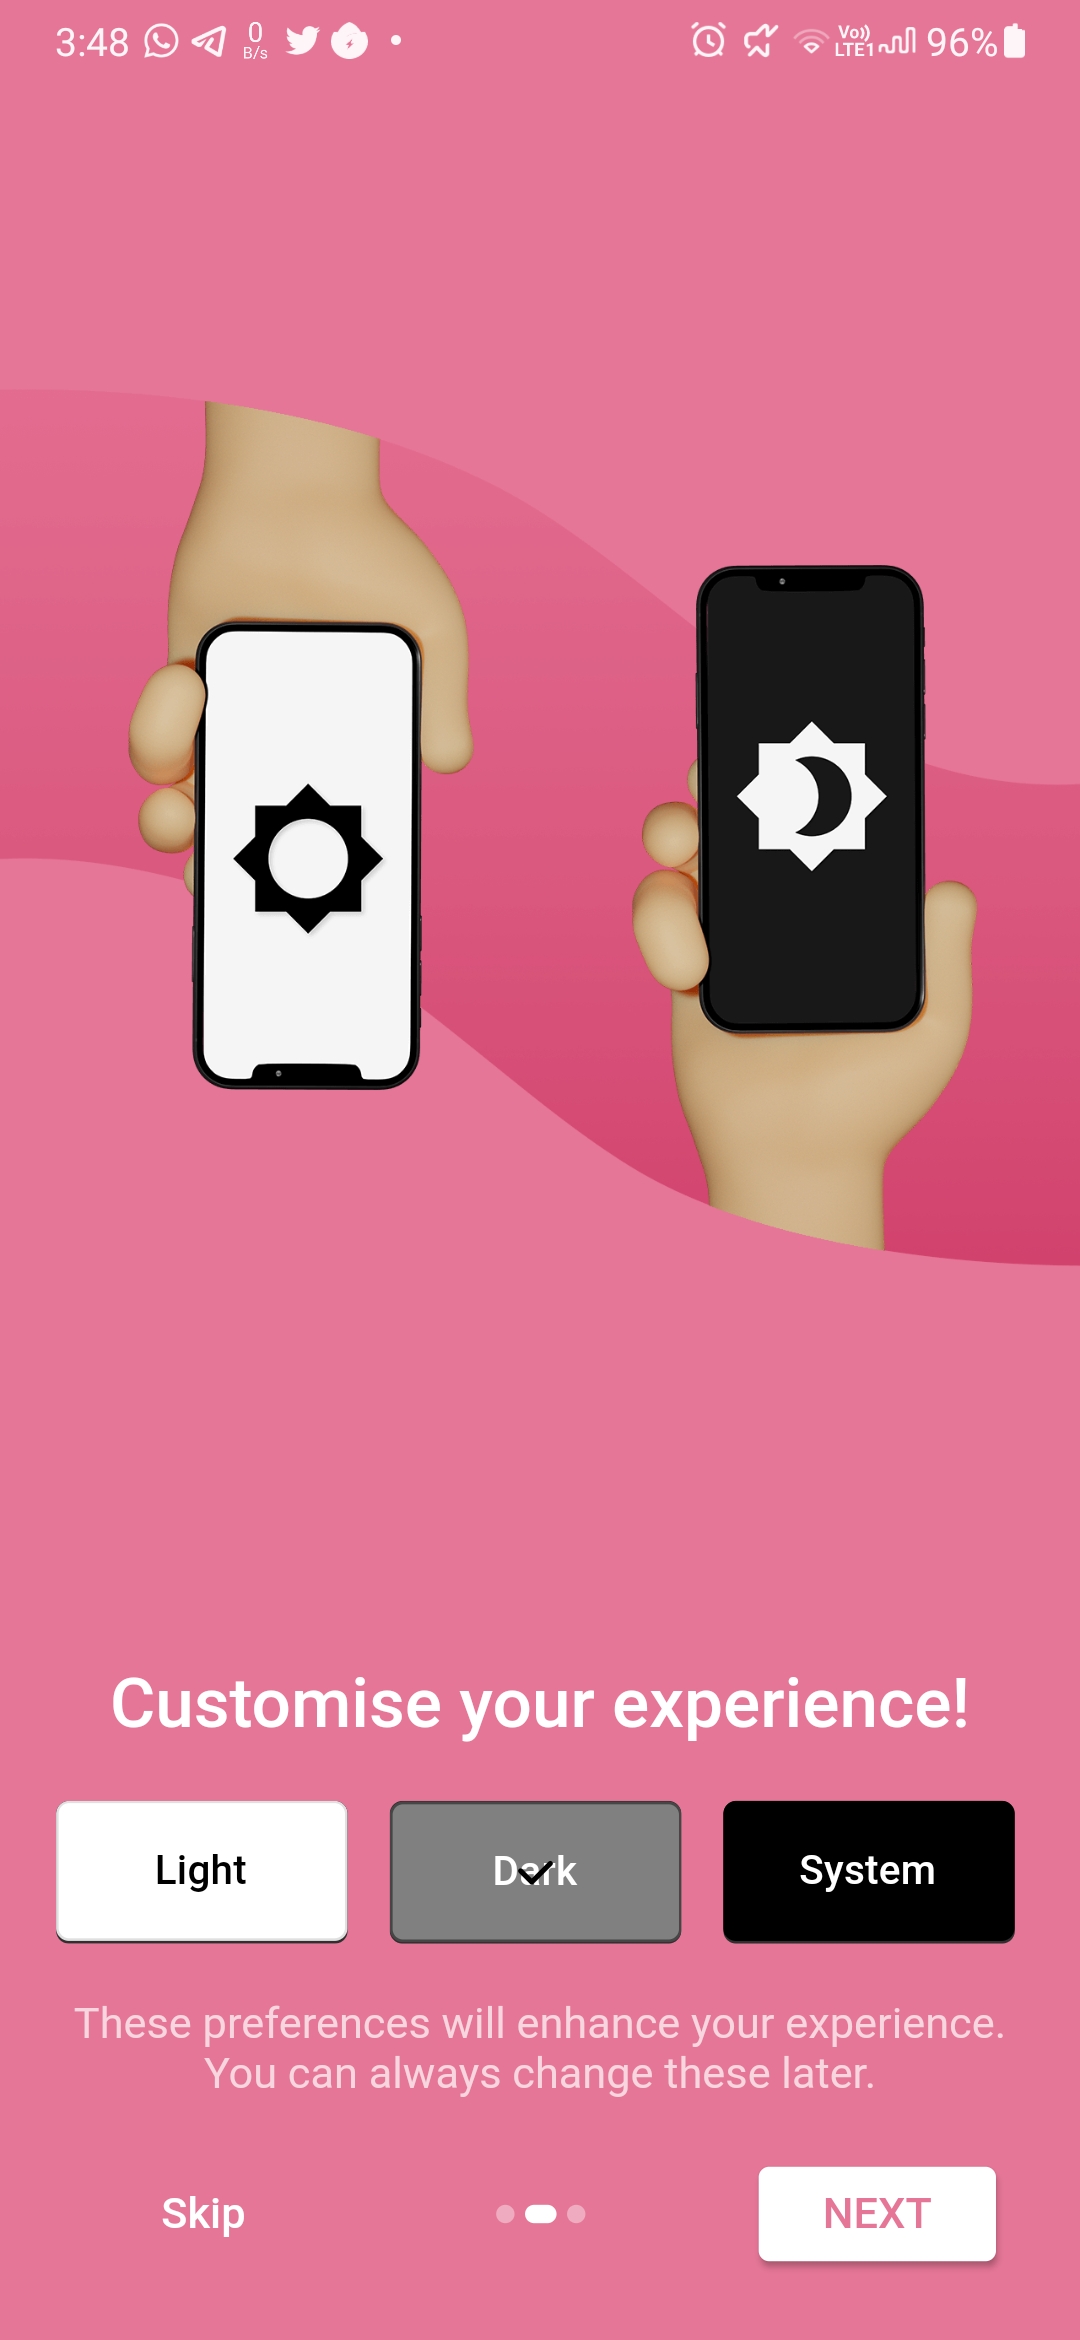 3:48 0 B/s Vo)) LTE1 96%
Customise your experience!
Light Dark System
These preferences will enhance your experience.
You can always change these later.
Skip NEXT